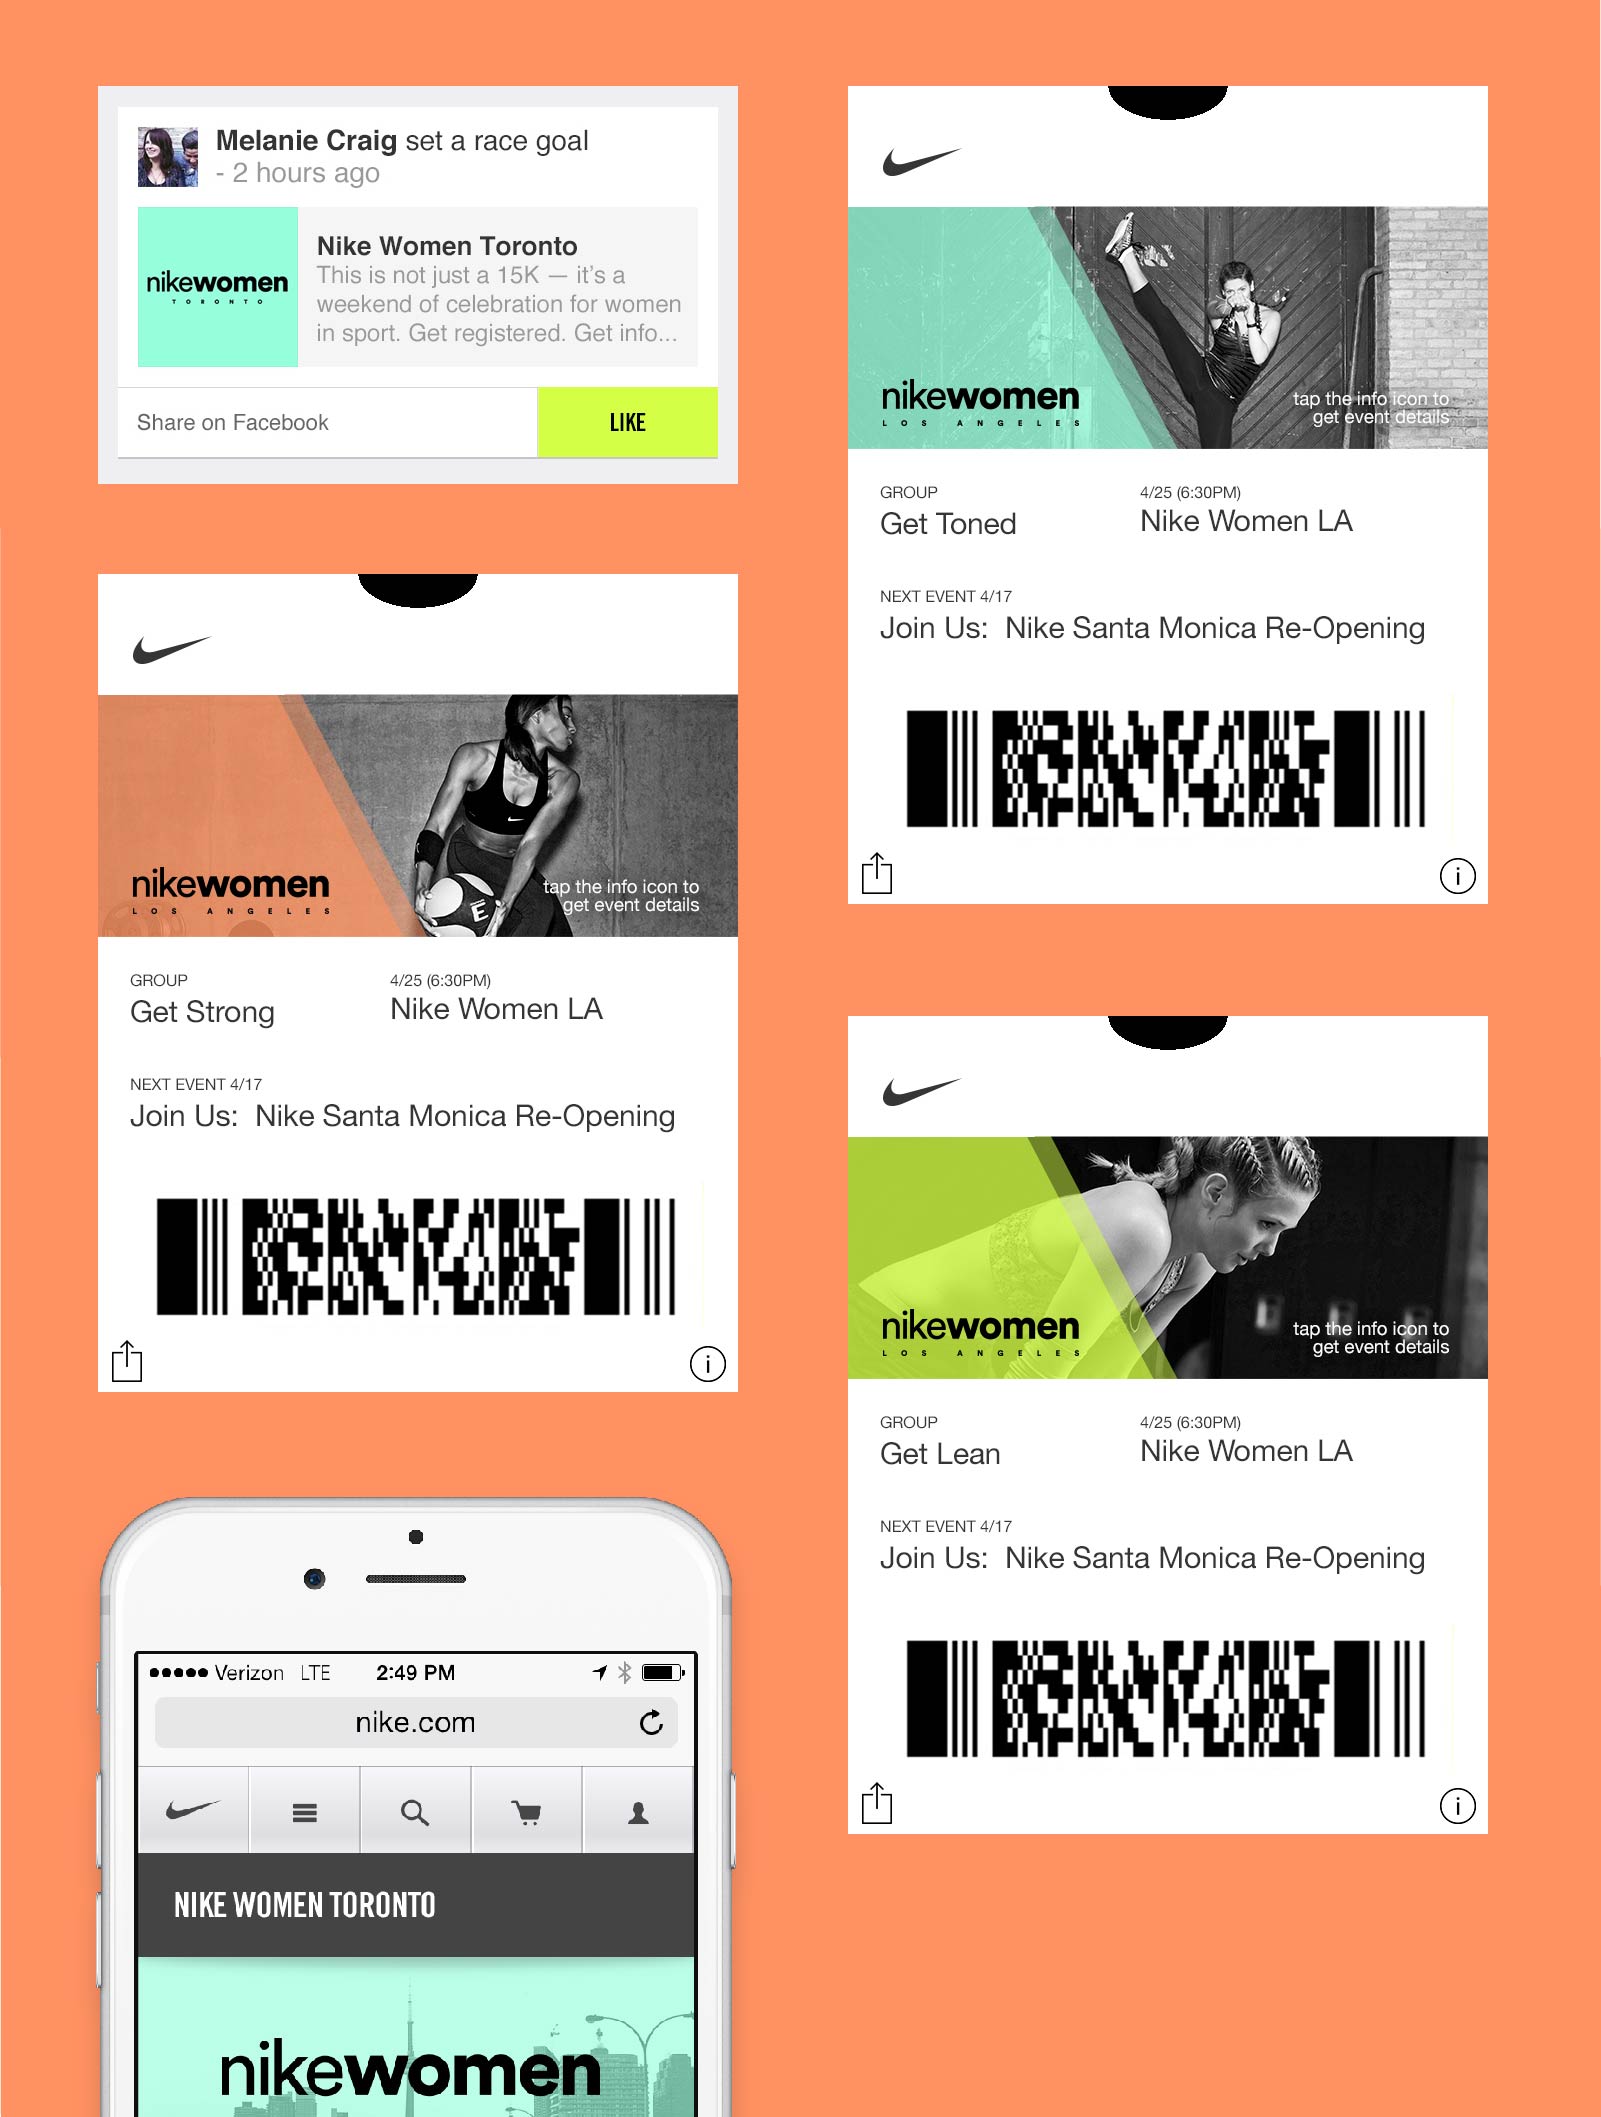 Melanie Craig set a race goal
- 2 hours ago
nikewomen
TORONTO
Nike Women Toronto
This is not just a 15K — it's a
weekend of celebration for women
in sport. Get registered. Get info...
Share on Facebook
LIKE
nikewomen
LOS ANGELES
tap the info icon to
get event details
GROUP
Get Strong
4/25 (6:30PM)
Nike Women LA
NEXT EVENT 4/17
Join Us: Nike Santa Monica Re-Opening
Verizon LTE 2:49 PM
nike.com
NIKE WOMEN TORONTO
nikewomen
nikewomen
LOS ANGELES
tap the info icon to
get event details
GROUP
Get Toned
4/25 (6:30PM)
Nike Women LA
NEXT EVENT 4/17
Join Us: Nike Santa Monica Re-Opening
nikewomen
LOS ANGELES
tap the info icon to
get event details
GROUP
Get Lean
4/25 (6:30PM)
Nike Women LA
NEXT EVENT 4/17
Join Us: Nike Santa Monica Re-Opening